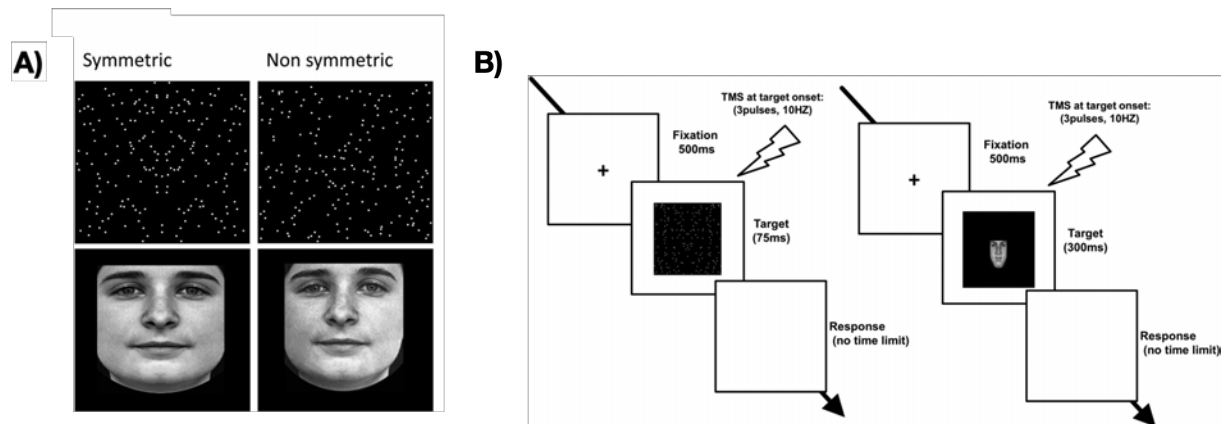 A)
Symmetric
Non symmetric
B)
TMS at target onset:
(3pulses, 10HZ)
Fixation
500ms
+
Target
(75ms)
Response
(no time limit)
TMS at target onset:
(3pulses, 10HZ)
Fixation
500ms
+
Target
(300ms)
Response
(no time limit)